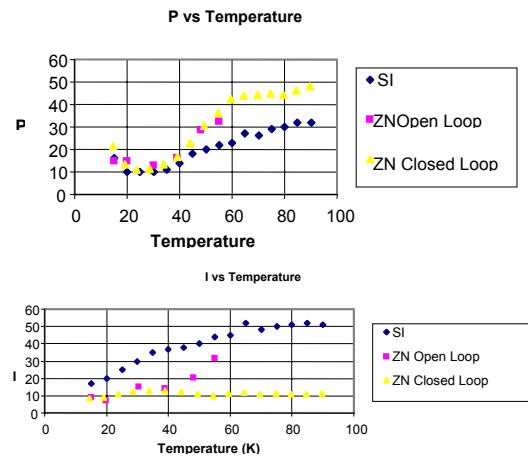 P vs Temperature
60
50
40
30
20
10
0
P
0 20 40 60 80 100
Temperature
SI
ZNOpen Loop
ZN Closed Loop
I vs Temperature
60
50
40
30
20
10
0
I
0 20 40 60 80 100
Temperature (K)
SI
ZN Open Loop
ZN Closed Loop